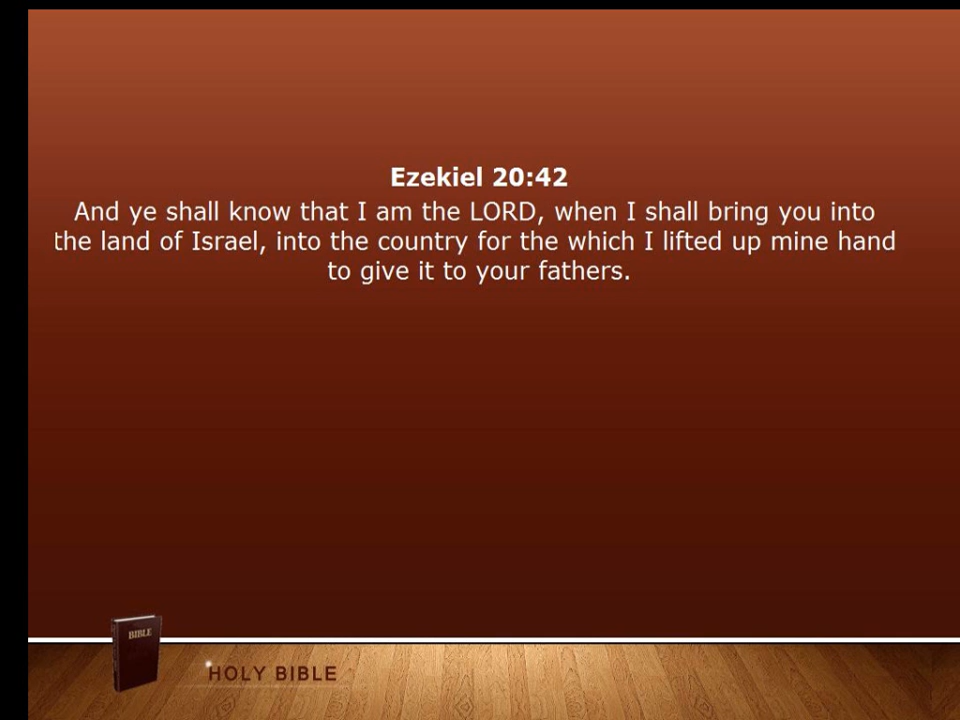 Ezekiel 20:42
And ye shall know that I am the LORD, when I shall bring you into
the land of Israel, into the country for the which I lifted up mine hand
to give it to your fathers.
BIBLE
HOLY BIBLE